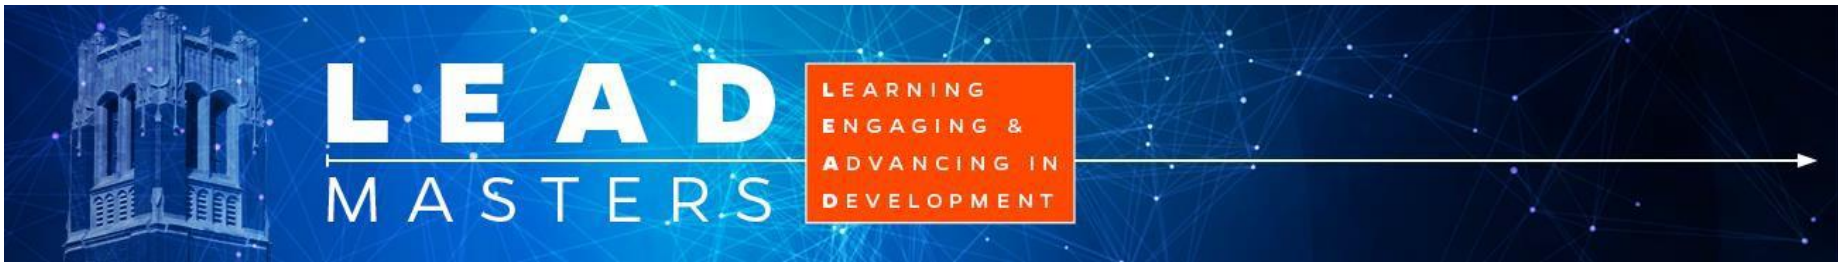 LEAD
MASTERS
LEARNING
ENGAGING &
ADVANCING IN
DEVELOPMENT